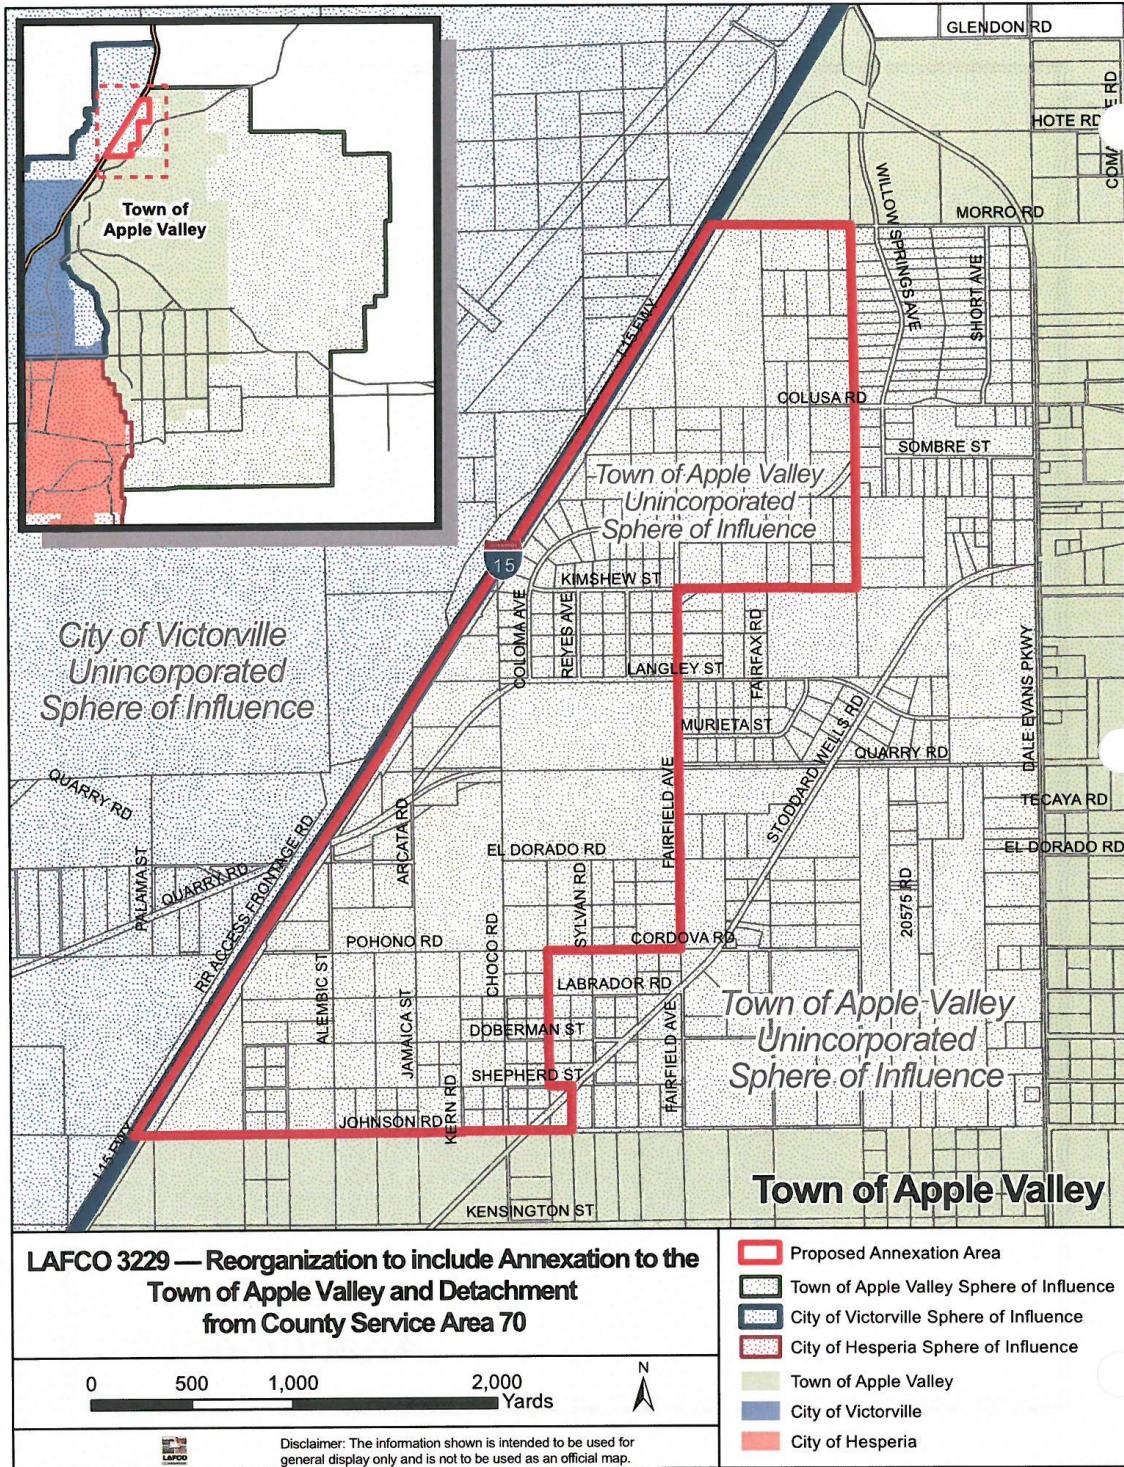 GLENDON RD
HOTE RD
Town of
Apple Valley
WILLOW SPRINGS AVE
MORRO RD
SHORT AVE
I-15 FWY
COLUSA RD
SOMBRE ST
Town of Apple Valley
Unincorporated
Sphere of Influence
15
KIMSHEW ST
COLOMA AVE
REYES AVE
FAIRFAX RD
City of Victorville
Unincorporated
Sphere of Influence
LANGLEY ST
MURIETA ST
DALE EVANS PKWY
STODDARD WELLS RD
QUARRY RD
QUARRY RD
TECAYA RD
ARCATA RD
FAIRFIELD AVE
EL DORADO RD
EL DORADO RD
PALAMA ST
QUARRY RD
RR ACCESS FRONTAGE RD
SYLVAN RD
20575 RD
POHONO RD
CHOCO RD
CORDOVA RD
ALEMBIC ST
LABRADOR RD
JAMAICA ST
DOBERMAN ST
FAIRFIELD AVE
Town of Apple Valley
Unincorporated
Sphere of Influence
SHEPHERD ST
JOHNSON RD
KERN RD
I-15 FWY
KENSINGTON ST
Town of Apple Valley
LAFCO 3229 — Reorganization to include Annexation to the
Town of Apple Valley and Detachment
from County Service Area 70
0 500 1,000 2,000
Yards
N
LAFCO
Disclaimer: The information shown is intended to be used for
general display only and is not to be used as an official map.
Proposed Annexation Area
Town of Apple Valley Sphere of Influence
City of Victorville Sphere of Influence
City of Hesperia Sphere of Influence
Town of Apple Valley
City of Victorville
City of Hesperia